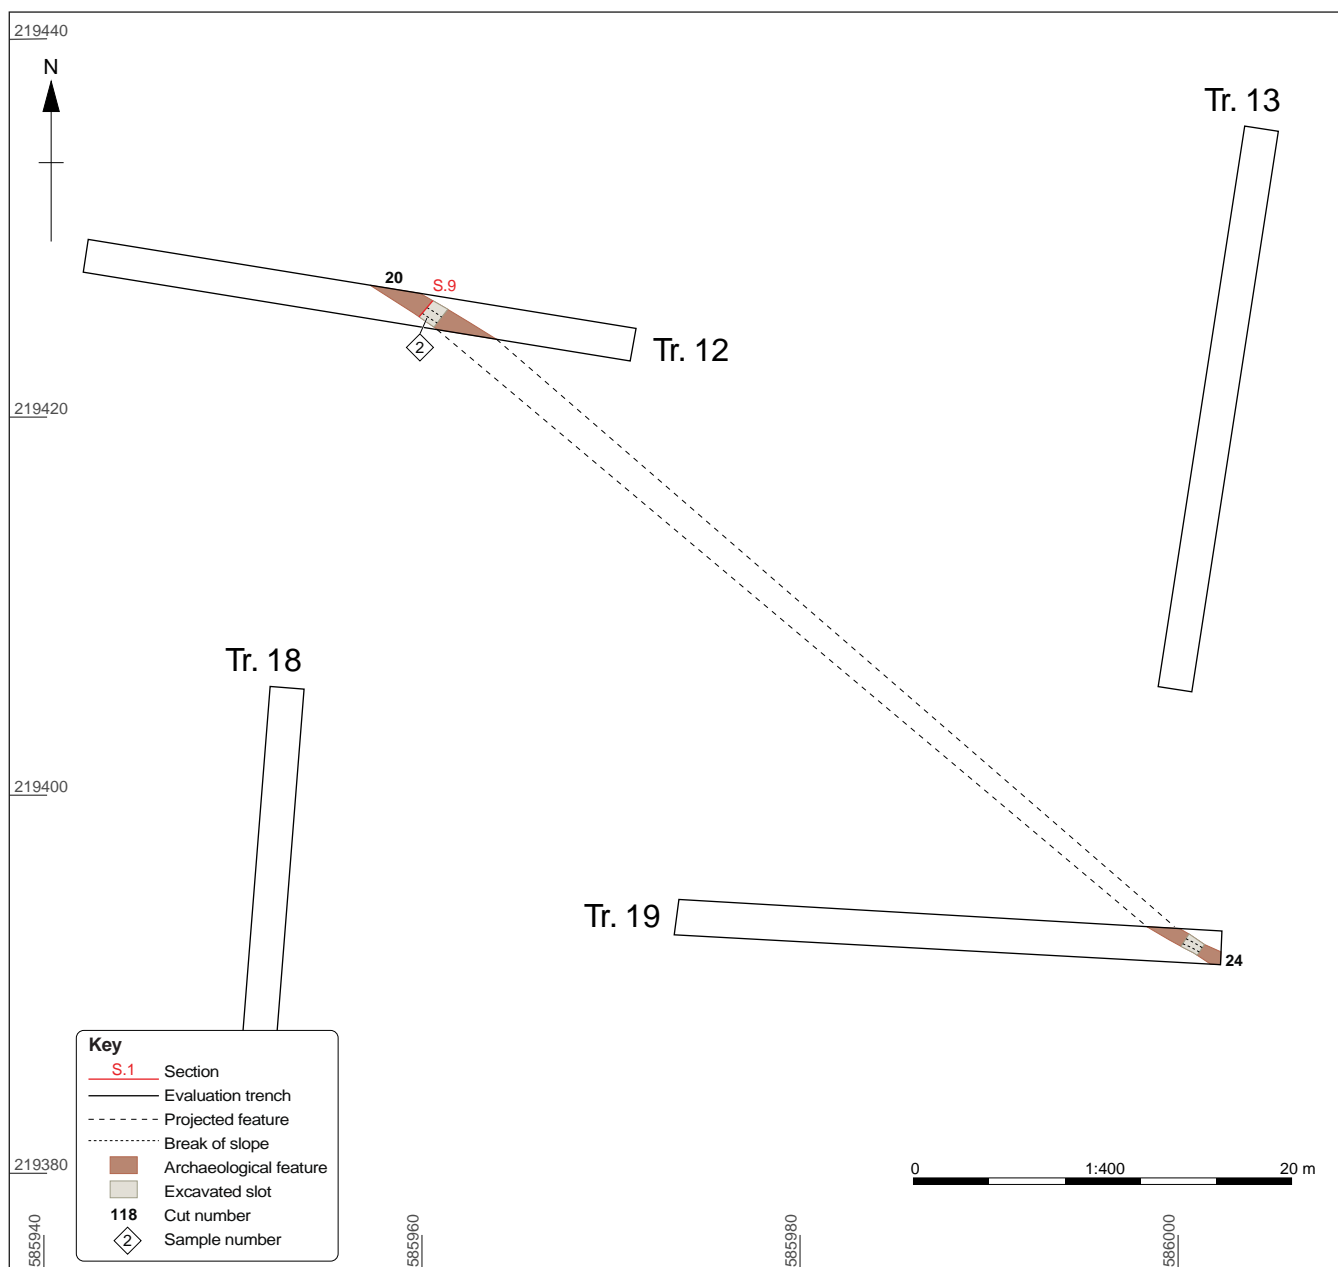 219440
N
Tr. 13
20
S.9
2
Tr. 12
219420
Tr. 18
219400
Tr. 19
24
Key
S.1 Section
Evaluation trench
Projected feature
Break of slope
Archaeological feature
Excavated slot
118 Cut number
2 Sample number
219380
0 1:400 20 m
585940
585960
585980
586000